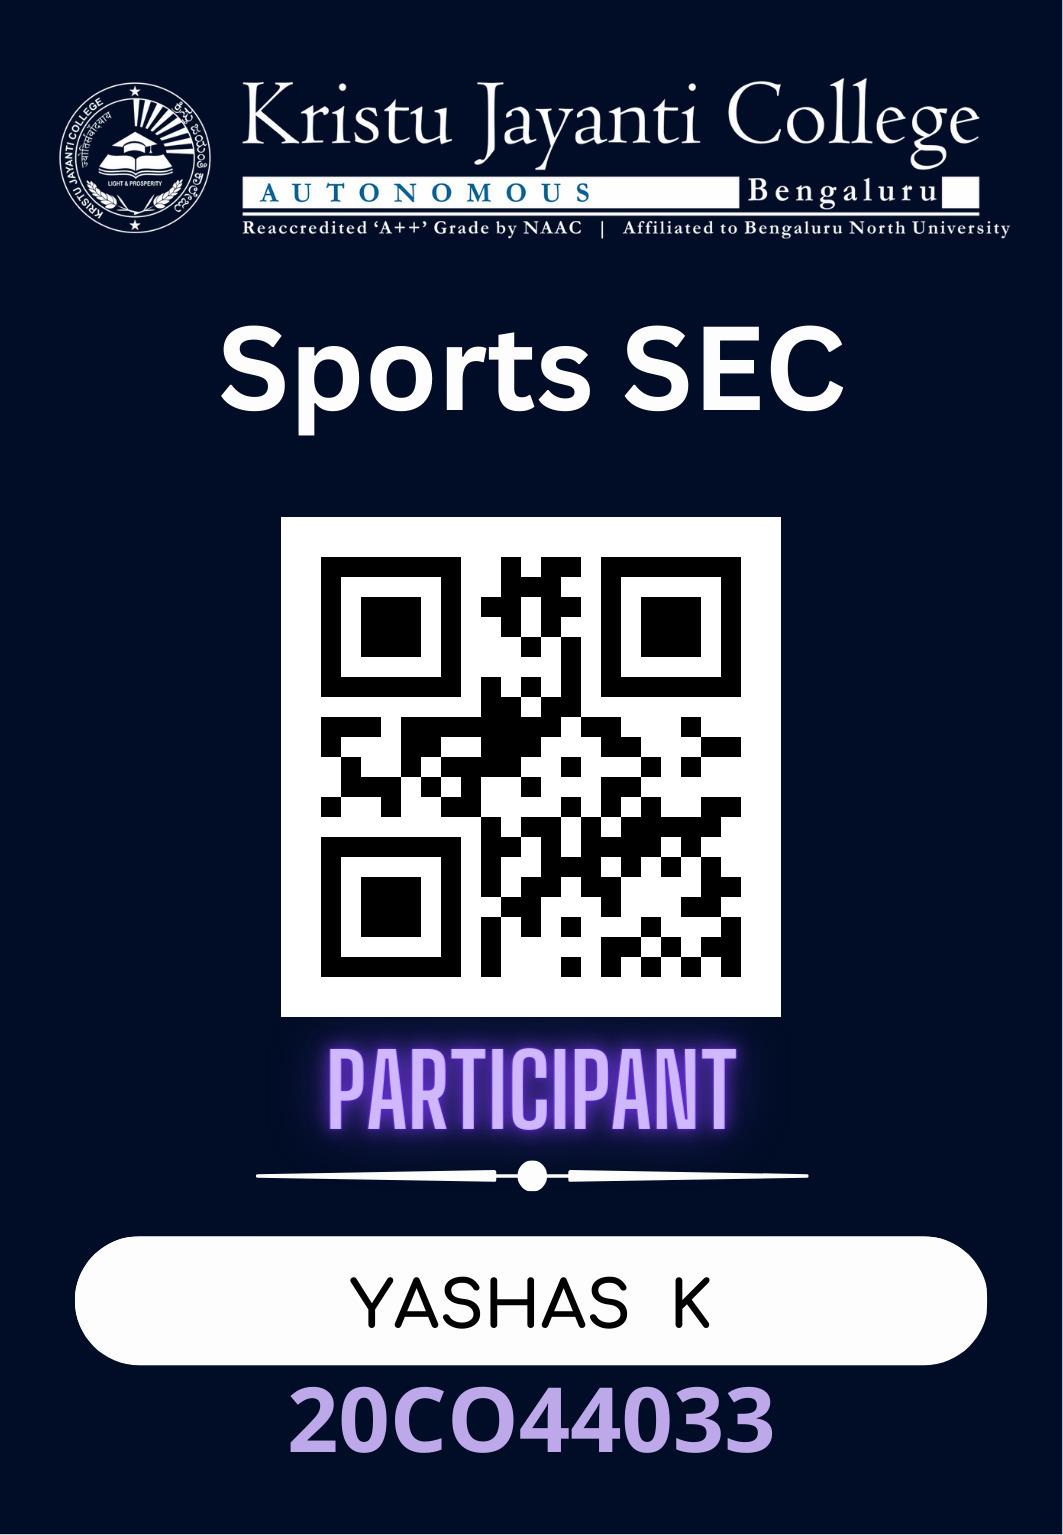 Kristu Jayanti College
AUTONOMOUS Bengaluru
Reaccredited ‘A++’ Grade by NAAC | Affiliated to Bengaluru North University
KRISTU JAYANTI COLLEGE
LIGHT & PROSPERITY
Sports SEC
PARTICIPANT
YASHAS K
20CO44033